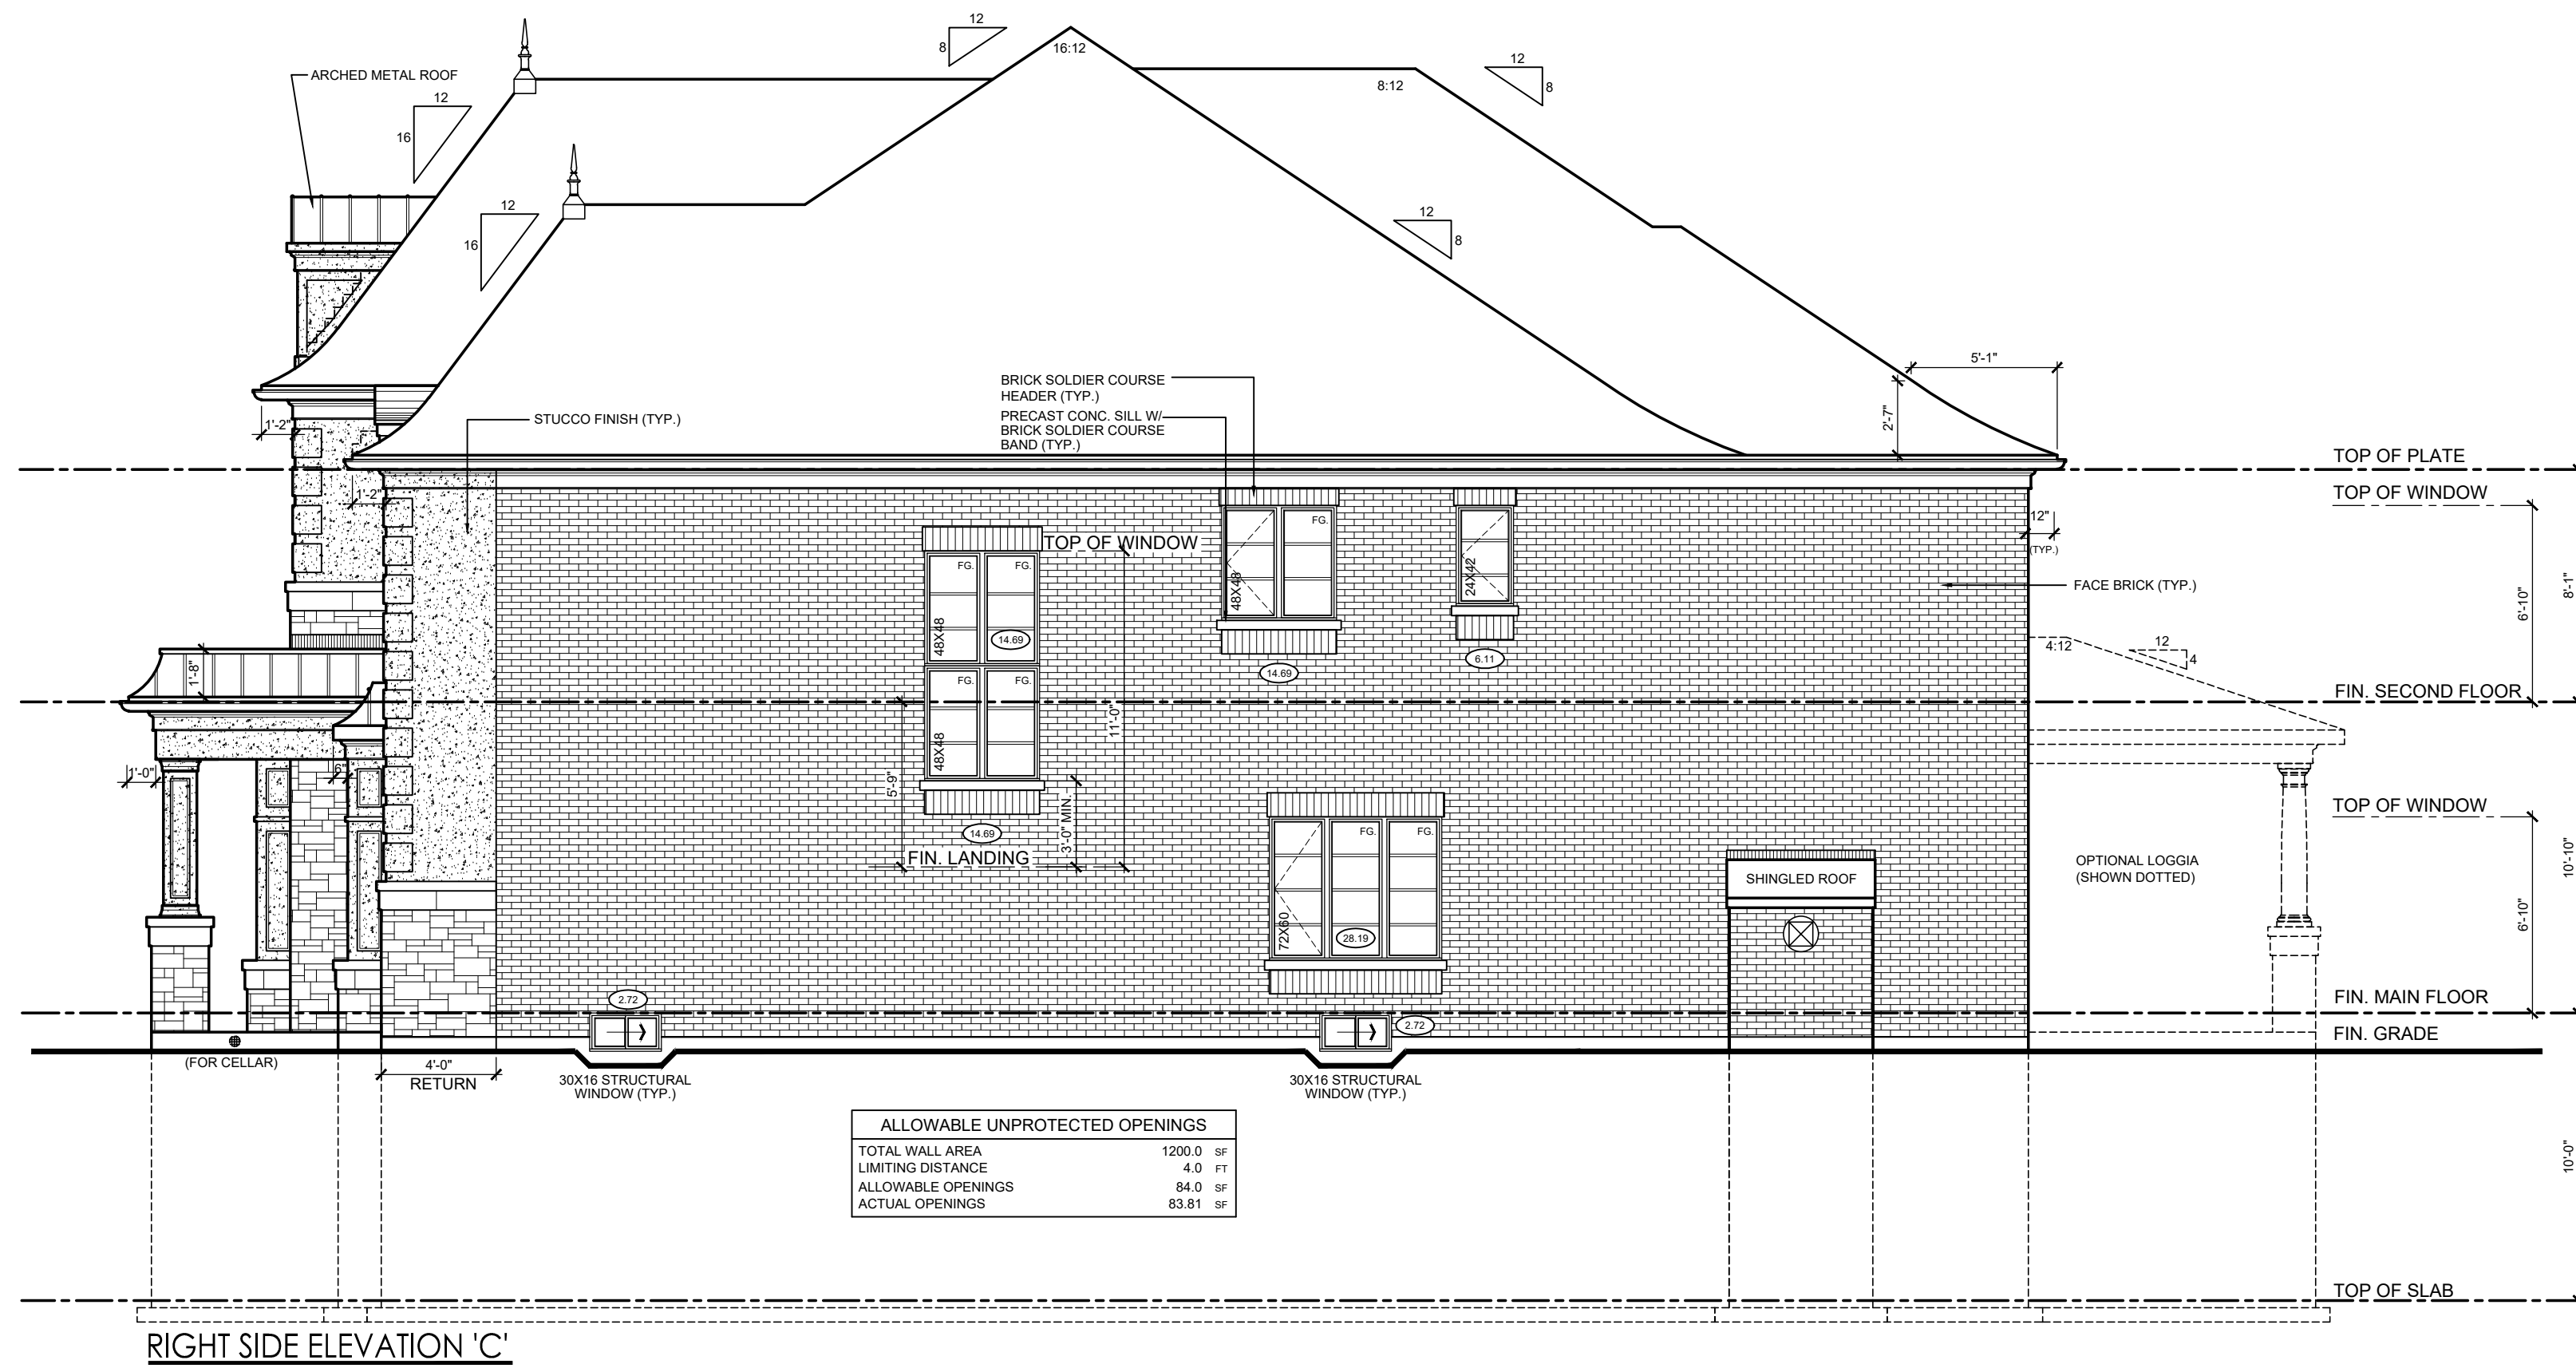 12
8
16:12
12
8
8:12
ARCHED METAL ROOF
12
16
12
16
12
8
5'-1"
2'-7"
BRICK SOLDIER COURSE
HEADER (TYP.)
PRECAST CONC. SILL W/
BRICK SOLDIER COURSE
BAND (TYP.)
STUCCO FINISH (TYP.)
1'-2"
1'-2"
TOP OF PLATE
TOP OF WINDOW
12"
(TYP.)
FG.
48X48
24X42
TOP OF WINDOW
FG.
FG.
48X48
14.69
FACE BRICK (TYP.)
6'-10"
8'-1"
14.69
6.11
4:12
12
4
1'-8"
FG.
FG.
48X48
FIN. SECOND FLOOR
11'-0"
5'-9"
3'-0" MIN.
1'-0"
6"
14.69
FIN. LANDING
TOP OF WINDOW
FG.
FG.
72X60
28.19
SHINGLED ROOF
OPTIONAL LOGGIA
(SHOWN DOTTED)
10'-10"
6'-10"
2.72
2.72
FIN. MAIN FLOOR
FIN. GRADE
(FOR CELLAR)
4'-0"
RETURN
30X16 STRUCTURAL
WINDOW (TYP.)
30X16 STRUCTURAL
WINDOW (TYP.)
ALLOWABLE UNPROTECTED OPENINGS
TOTAL WALL AREA 1200.0 SF
LIMITING DISTANCE 4.0 FT
ALLOWABLE OPENINGS 84.0 SF
ACTUAL OPENINGS 83.81 SF
10'-0"
TOP OF SLAB
RIGHT SIDE ELEVATION 'C'